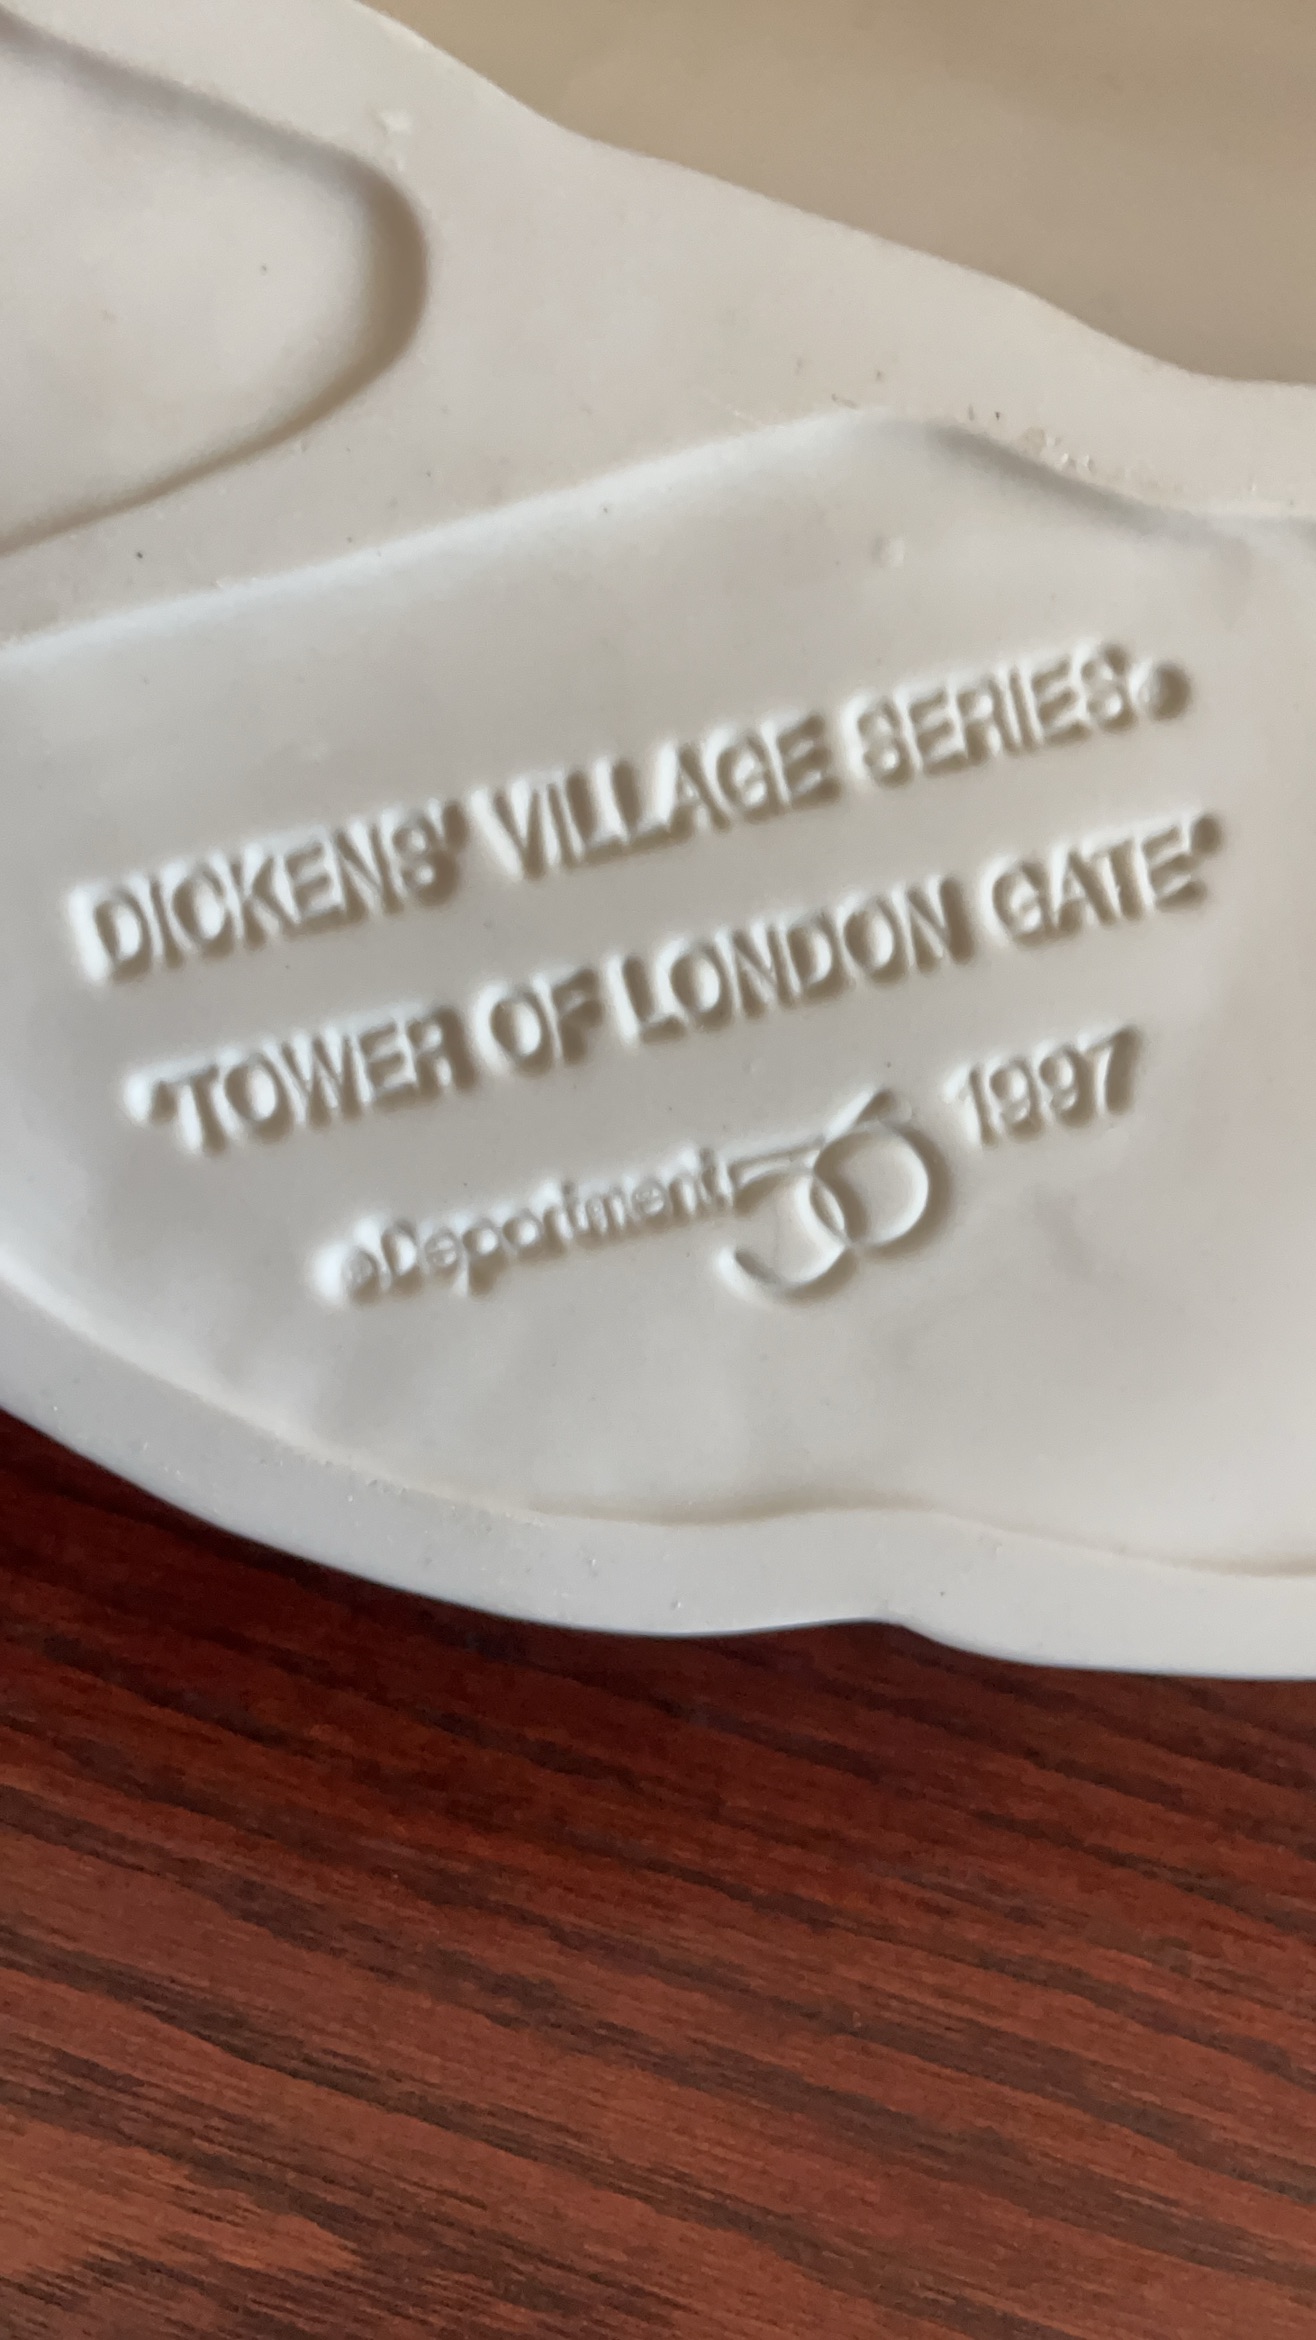 DICKENS' VILLAGE SERIES®
'TOWER OF LONDON GATE'
©Department 56 1997